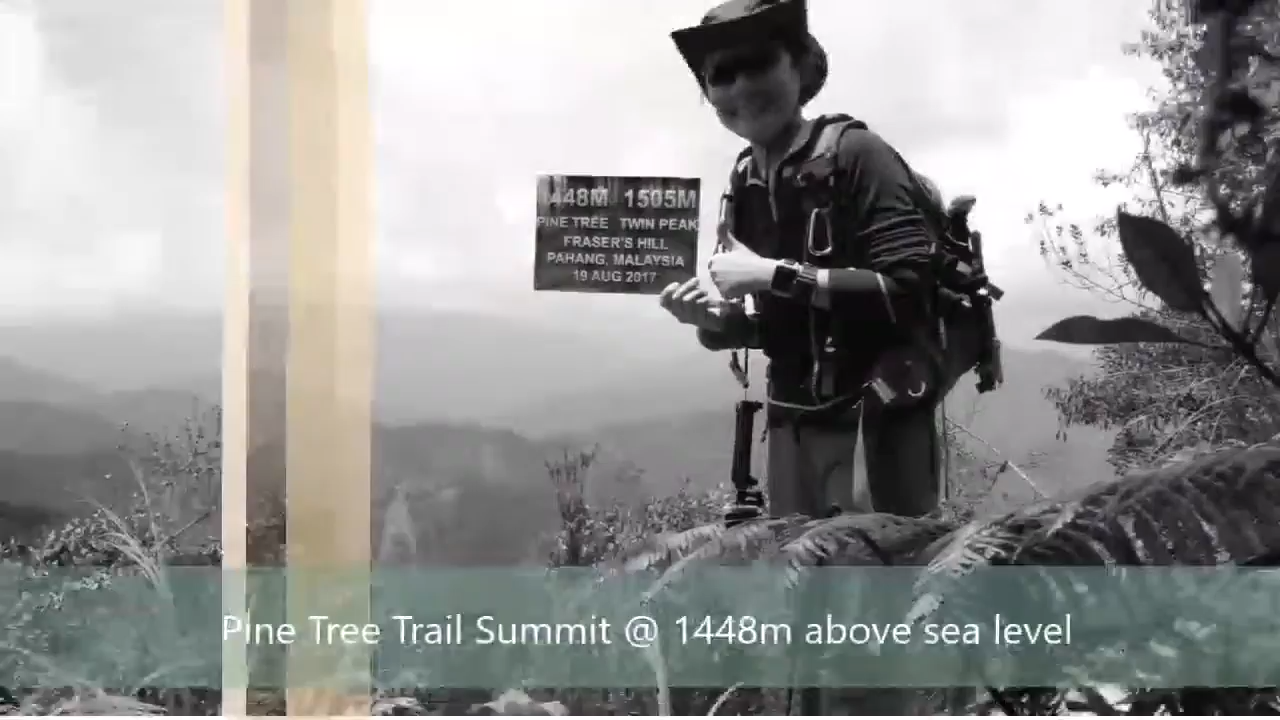 1448M 1505M
PINE TREE TWIN PEAK
FRASER'S HILL
PAHANG, MALAYSIA
19 AUG 2017
Pine Tree Trail Summit @ 1448m above sea level